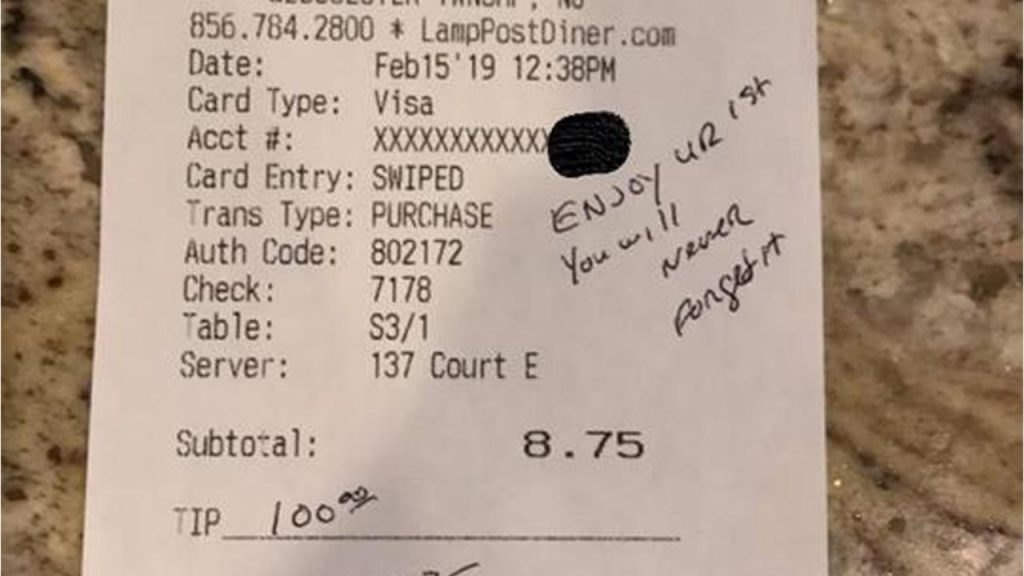 856.784.2800 * LampPostDiner.com
Date: Feb15'19 12:38PM
Card Type: Visa
Acct #: XXXXXXXXXXXX
Card Entry: SWIPED
Trans Type: PURCHASE
Auth Code: 802172
Check: 7178
Table: S3/1
Server: 137 Court E
ENJOY UR 1st
You will
Never
Forget it
Subtotal: 8.75
TIP 100.00